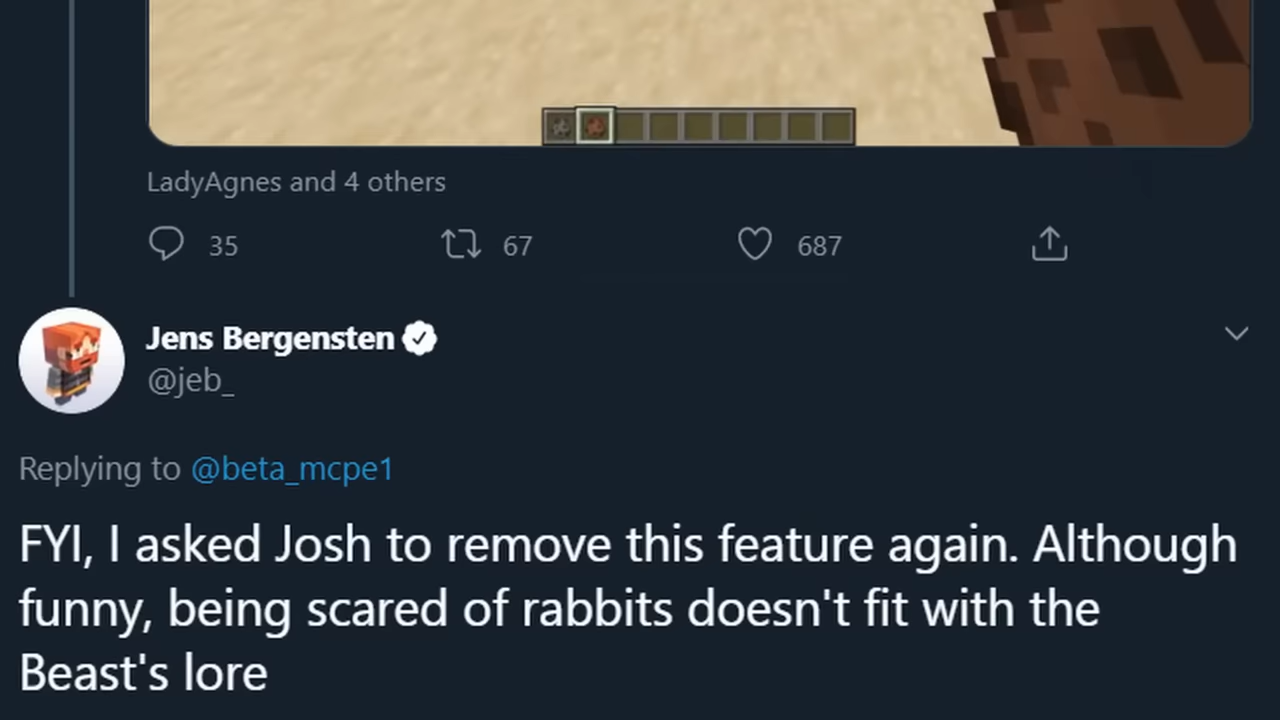 LadyAgnes and 4 others
35 67 687
Jens Bergensten
@jeb_
Replying to @beta_mcpe1
FYI, I asked Josh to remove this feature again. Although
funny, being scared of rabbits doesn't fit with the
Beast's lore